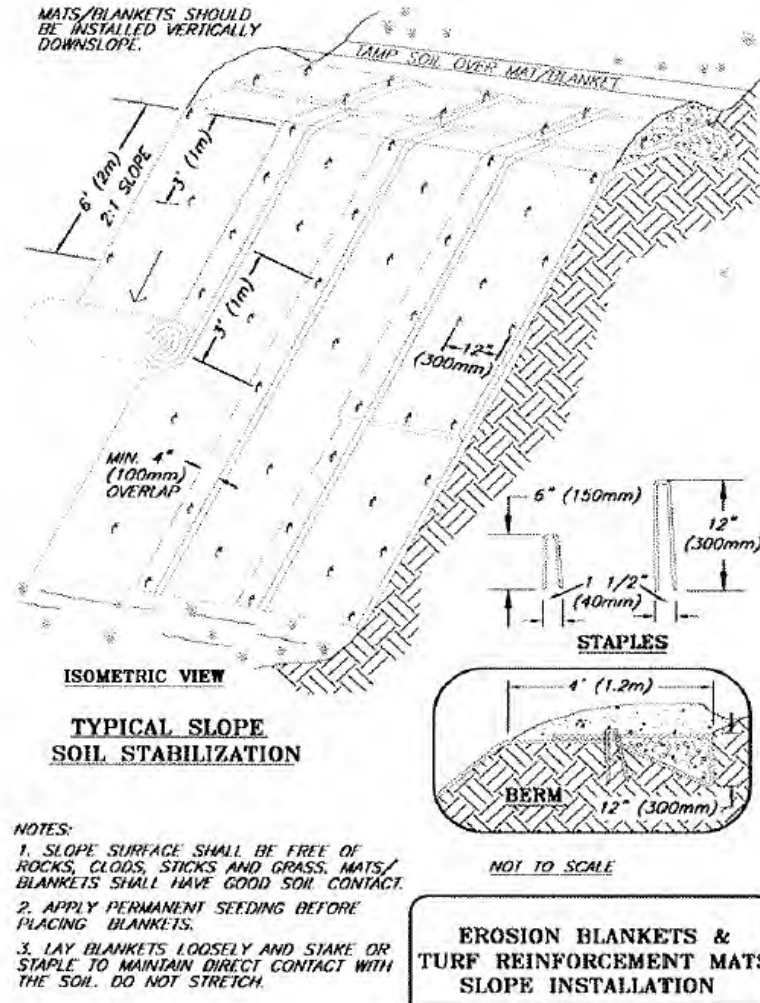 MATS/BLANKETS SHOULD
BE INSTALLED VERTICALLY
DOWNSLOPE.
TAMP SOIL OVER MAT/BLANKET
6' (2m)
2:1 SLOPE
3' (1m)
3' (1m)
12"
(300mm)
MIN. 4"
(100mm)
OVERLAP
6" (150mm)
12"
(300mm)
1 1/2"
(40mm)
STAPLES
ISOMETRIC VIEW
TYPICAL SLOPE
SOIL STABILIZATION
4' (1.2m)
BERM
12" (300mm)
NOT TO SCALE
NOTES:
1. SLOPE SURFACE SHALL BE FREE OF
ROCKS, CLODS, STICKS AND GRASS. MATS/
BLANKETS SHALL HAVE GOOD SOIL CONTACT.
2. APPLY PERMANENT SEEDING BEFORE
PLACING BLANKETS.
3. LAY BLANKETS LOOSELY AND STAKE OR
STAPLE TO MAINTAIN DIRECT CONTACT WITH
THE SOIL. DO NOT STRETCH.
EROSION BLANKETS &
TURF REINFORCEMENT MATS
SLOPE INSTALLATION